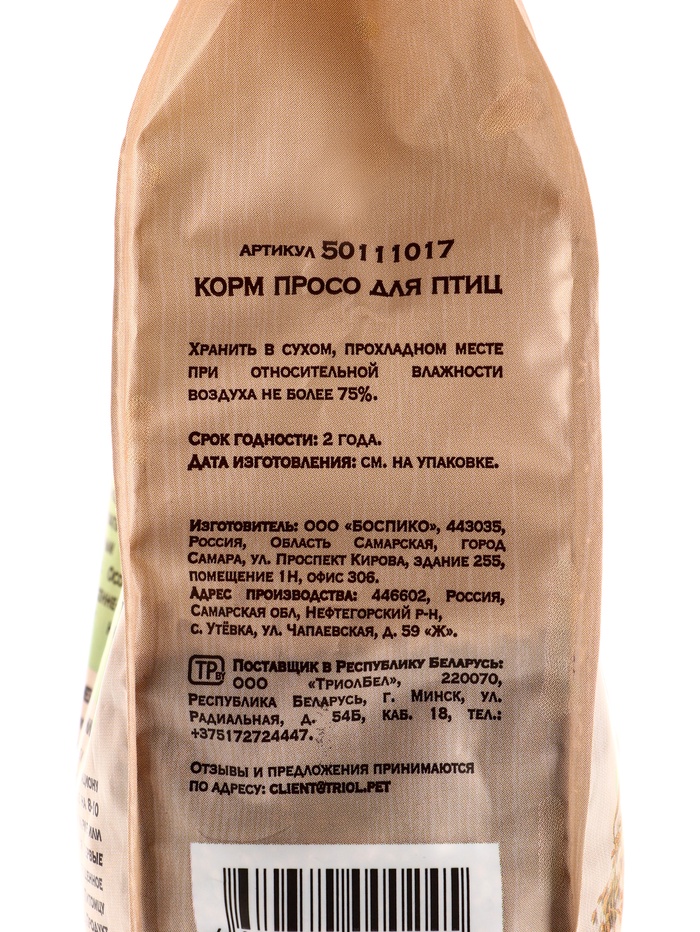 АРТИКУЛ 50111017
КОРМ ПРОСО ДЛЯ ПТИЦ
ХРАНИТЬ В СУХОМ, ПРОХЛАДНОМ МЕСТЕ
ПРИ ОТНОСИТЕЛЬНОЙ ВЛАЖНОСТИ
ВОЗДУХА НЕ БОЛЕЕ 75%.
СРОК ГОДНОСТИ: 2 ГОДА.
ДАТА ИЗГОТОВЛЕНИЯ: СМ. НА УПАКОВКЕ.
ИЗГОТОВИТЕЛЬ: ООО «БОСПИКО», 443035,
РОССИЯ, ОБЛАСТЬ САМАРСКАЯ, ГОРОД
САМАРА, УЛ. ПРОСПЕКТ КИРОВА, ЗДАНИЕ 255,
ПОМЕЩЕНИЕ 1Н, ОФИС 306.
АДРЕС ПРОИЗВОДСТВА: 446602, РОССИЯ,
САМАРСКАЯ ОБЛ, НЕФТЕГОРСКИЙ Р-Н,
С. УТЁВКА, УЛ. ЧАПАЕВСКАЯ, Д. 59 «Ж».
TP BY ПОСТАВЩИК В РЕСПУБЛИКУ БЕЛАРУСЬ:
ООО «ТРИОЛБЕЛ», 220070,
РЕСПУБЛИКА БЕЛАРУСЬ, Г. МИНСК, УЛ.
РАДИАЛЬНАЯ, Д. 54Б, КАБ. 18, ТЕЛ.:
+375172724447.
ОТЗЫВЫ И ПРЕДЛОЖЕНИЯ ПРИНИМАЮТСЯ
ПО АДРЕСУ: CLIENT@TRIOL.PET